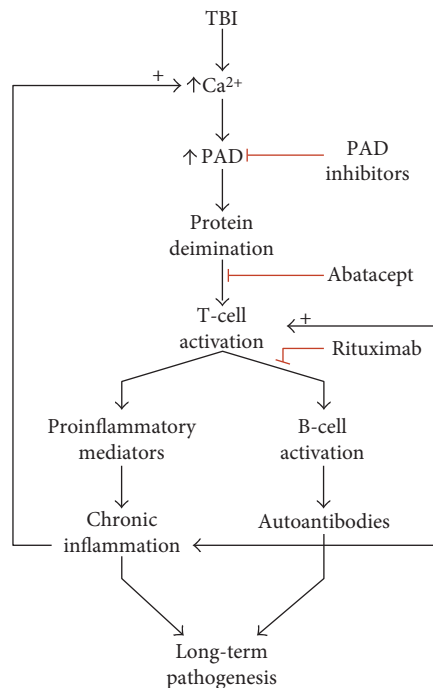 TBI
+
↑Ca²⁺
↑ PAD
PAD
inhibitors
Protein
deimination
Abatacept
T-cell
activation
+
Rituximab
Proinflammatory
mediators
B-cell
activation
Chronic
inflammation
Autoantibodies
Long-term
pathogenesis